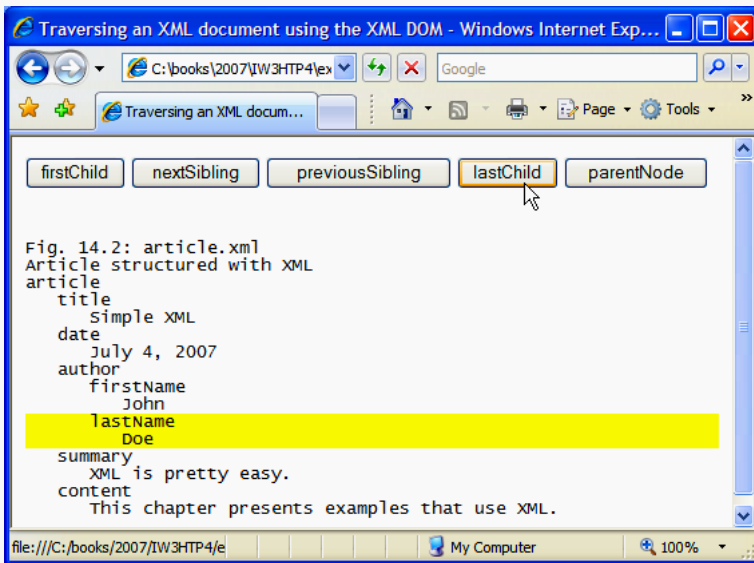 Traversing an XML document using the XML DOM - Windows Internet Exp...
C:\books\2007\IW3HTP4\ex
Google
Traversing an XML docum...
Page
Tools
»
firstChild nextSibling previousSibling lastChild parentNode
Fig. 14.2: article.xml
Article structured with XML
article
title
Simple XML
date
July 4, 2007
author
firstName
John
lastName
Doe
summary
XML is pretty easy.
content
This chapter presents examples that use XML.
file:///C:/books/2007/IW3HTP4/e
My Computer
100%